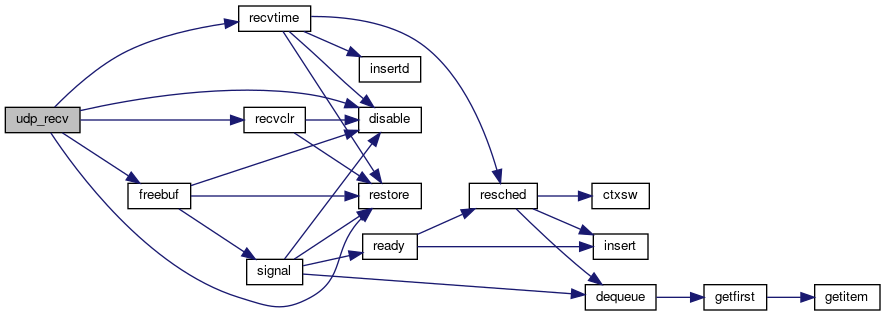 recvtime
insertd
udp_recv
recvclr
disable
freebuf
restore
resched
ctxsw
ready
insert
signal
dequeue
getfirst
getitem